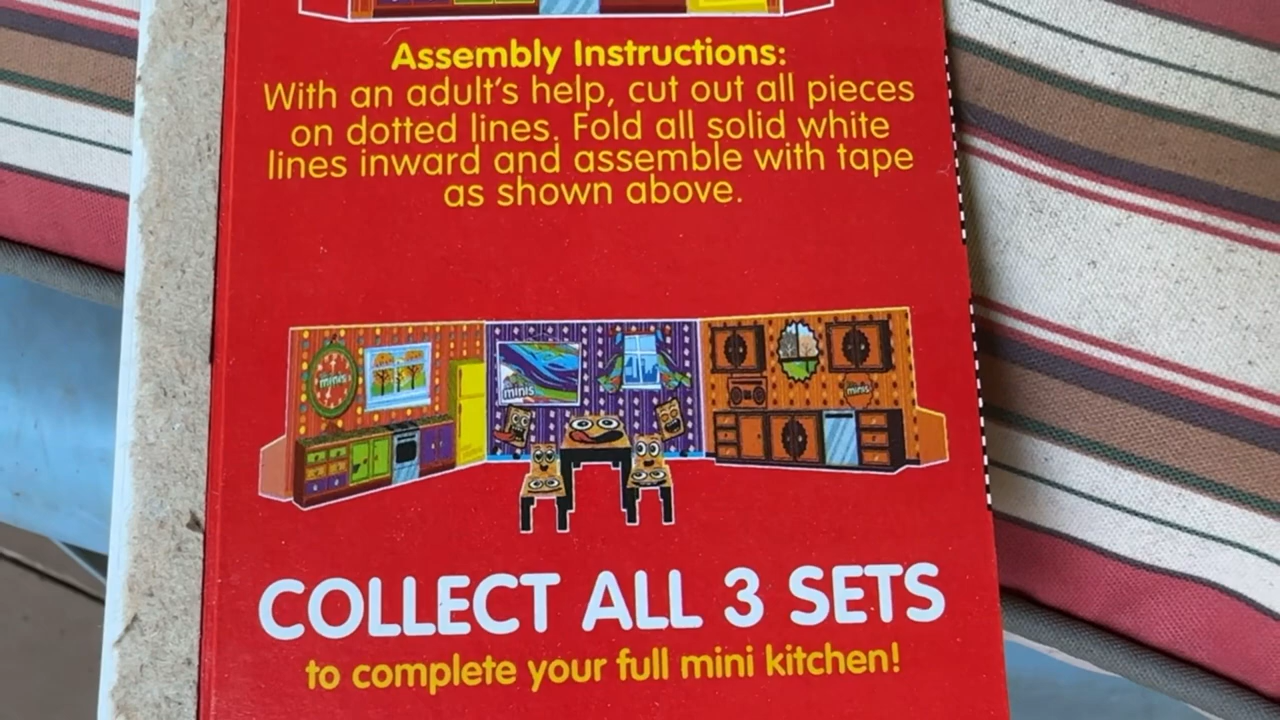 Assembly Instructions:
With an adult's help, cut out all pieces
on dotted lines. Fold all solid white
lines inward and assemble with tape
as shown above.
minis
minis
minis
COLLECT ALL 3 SETS
to complete your full mini kitchen!